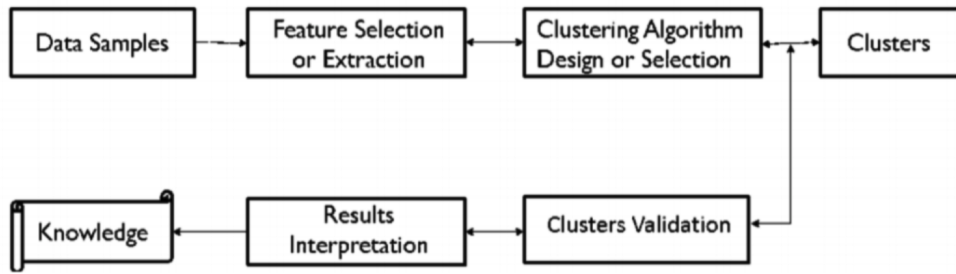 Data Samples
Feature Selection
or Extraction
Clustering Algorithm
Design or Selection
Clusters
Knowledge
Results
Interpretation
Clusters Validation